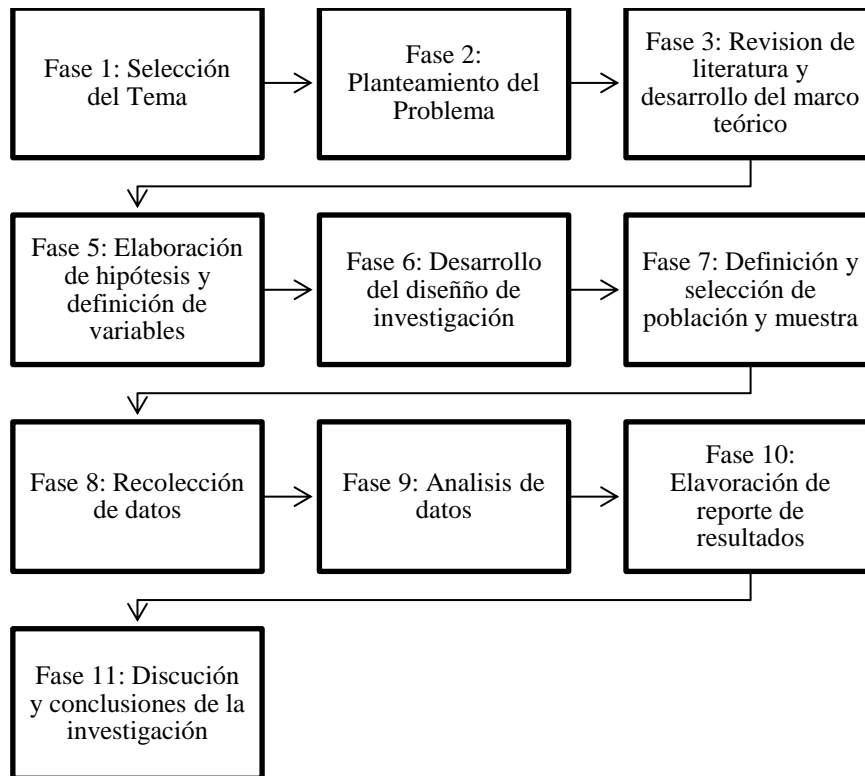 Fase 1: Selección
del Tema
Fase 2:
Planteamiento del
Problema
Fase 3: Revision de
literatura y
desarrollo del marco
teórico
Fase 5: Elaboración
de hipótesis y
definición de
variables
Fase 6: Desarrollo
del diseñño de
investigación
Fase 7: Definición y
selección de
población y muestra
Fase 8: Recolección
de datos
Fase 9: Analisis de
datos
Fase 10:
Elavoración de
reporte de
resultados
Fase 11: Discución
y conclusiones de la
investigación